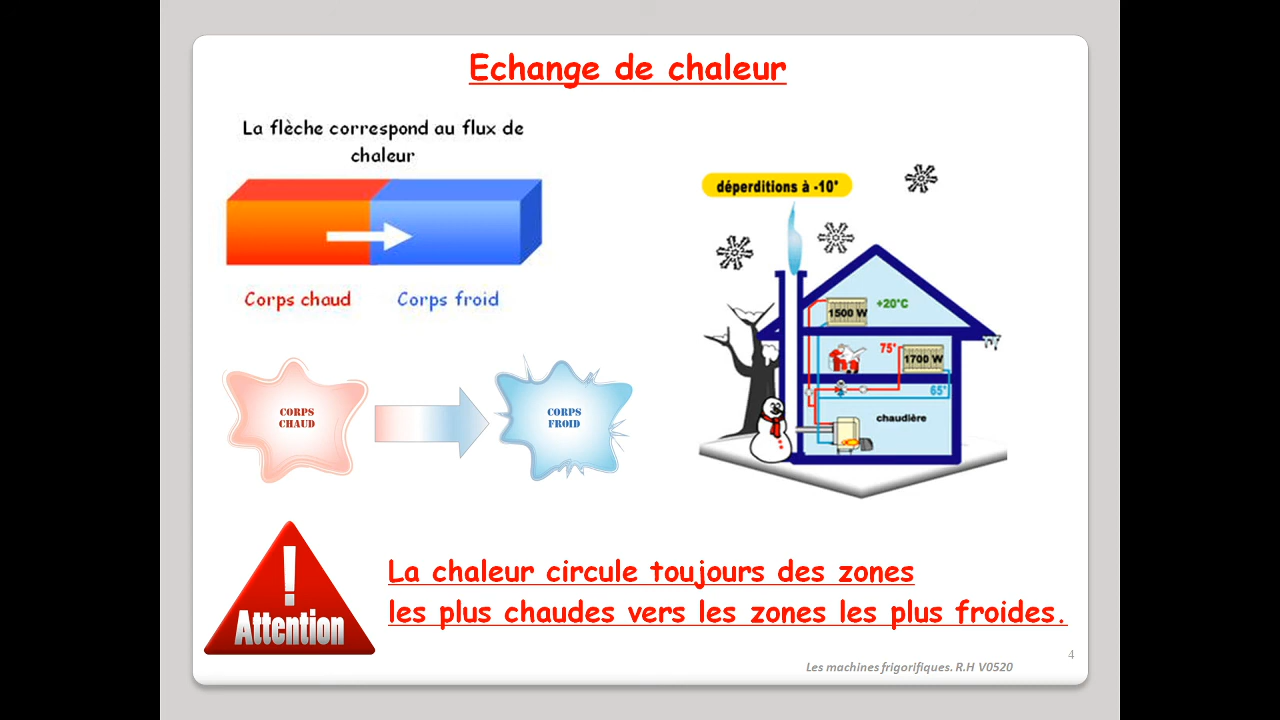 Echange de chaleur
La flèche correspond au flux de
chaleur
Corps chaud
Corps froid
déperditions à -10°
+20°C
1500 W
75°
1700 W
65°
chaudière
CORPS
CHAUD
CORPS
FROID
!
Attention
La chaleur circule toujours des zones
les plus chaudes vers les zones les plus froides.
4
Les machines frigorifiques. R.H V0520